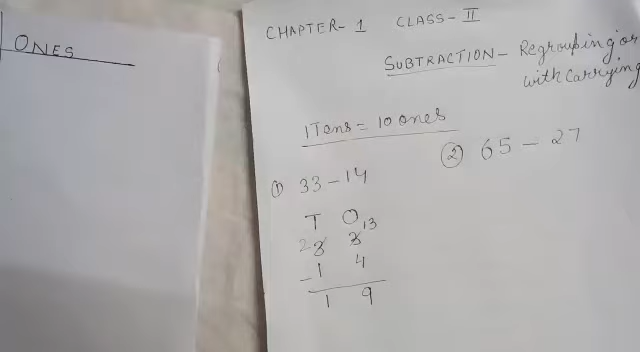 ONES
CHAPTER-1 CLASS-II
SUBTRACTION- Regrouping or
with carrying
1 Tens = 10 ones
① 33-14
② 65-27
T O
2 3 3 13
- 1 4
1 9